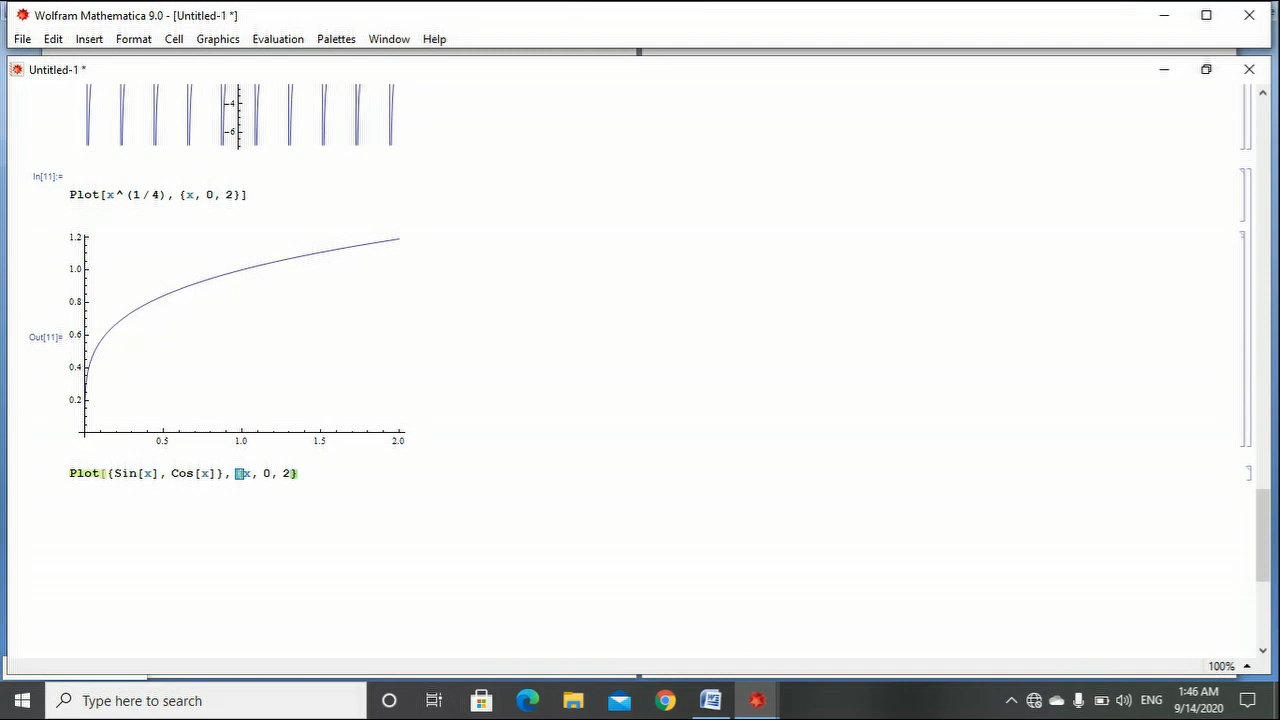 Wolfram Mathematica 9.0 - [Untitled-1 *]
File Edit Insert Format Cell Graphics Evaluation Palettes Window Help
Untitled-1 *
-4
-6
In[11]:=
Plot[x^(1/4), {x, 0, 2}]
1.2
1.0
0.8
0.6
0.4
0.2
Out[11]=
0.5 1.0 1.5 2.0
Plot[{Sin[x], Cos[x]}, {x, 0, 2}
100%
Type here to search
ENG
1:46 AM
9/14/2020